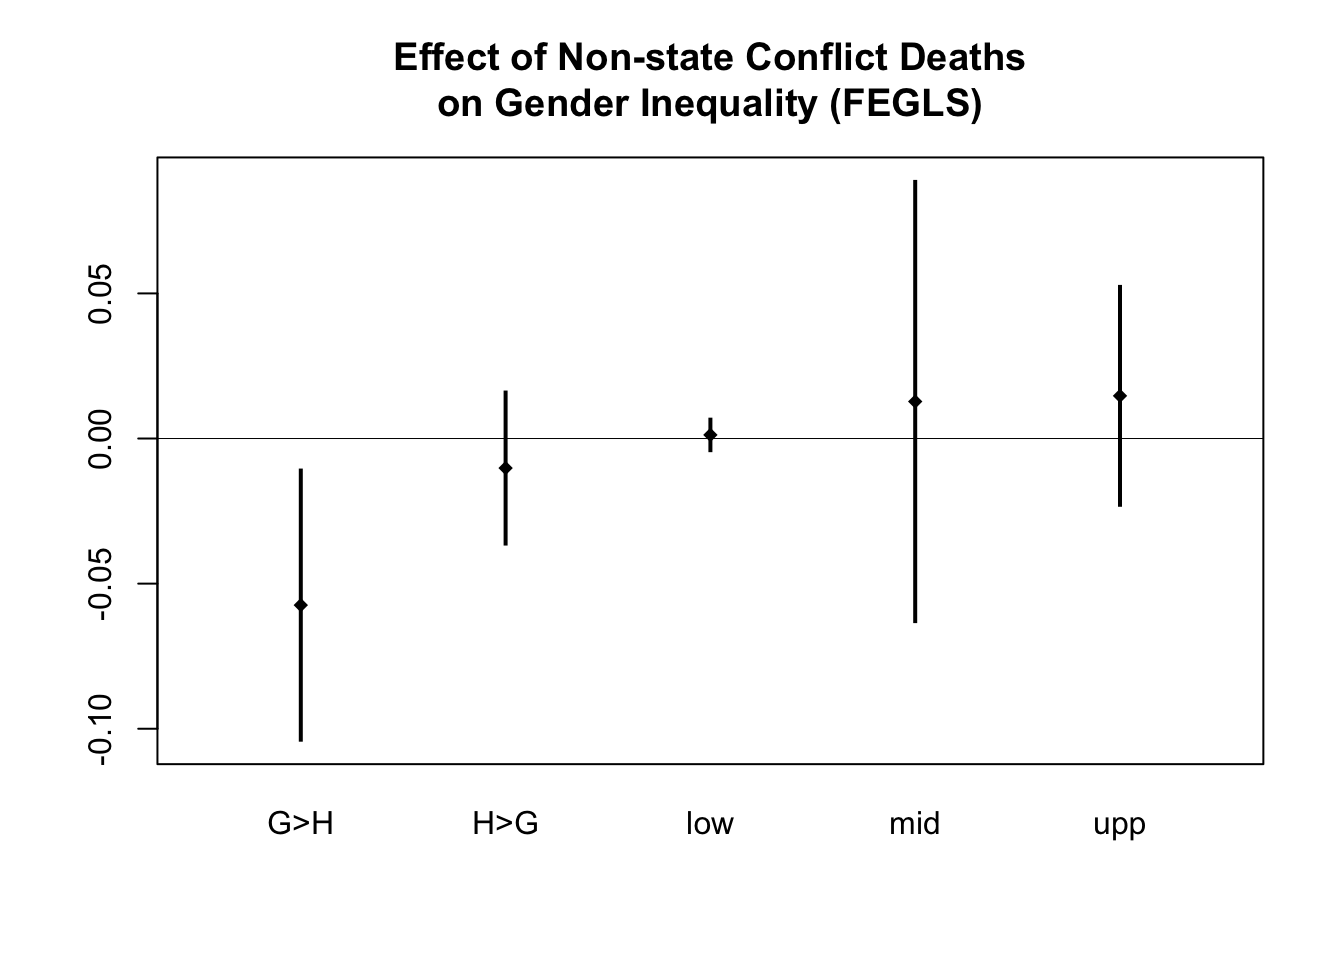 Effect of Non-state Conflict Deaths
on Gender Inequality (FEGLS)
0.05
0.00
-0.05
-0.10
G>H H>G low mid upp